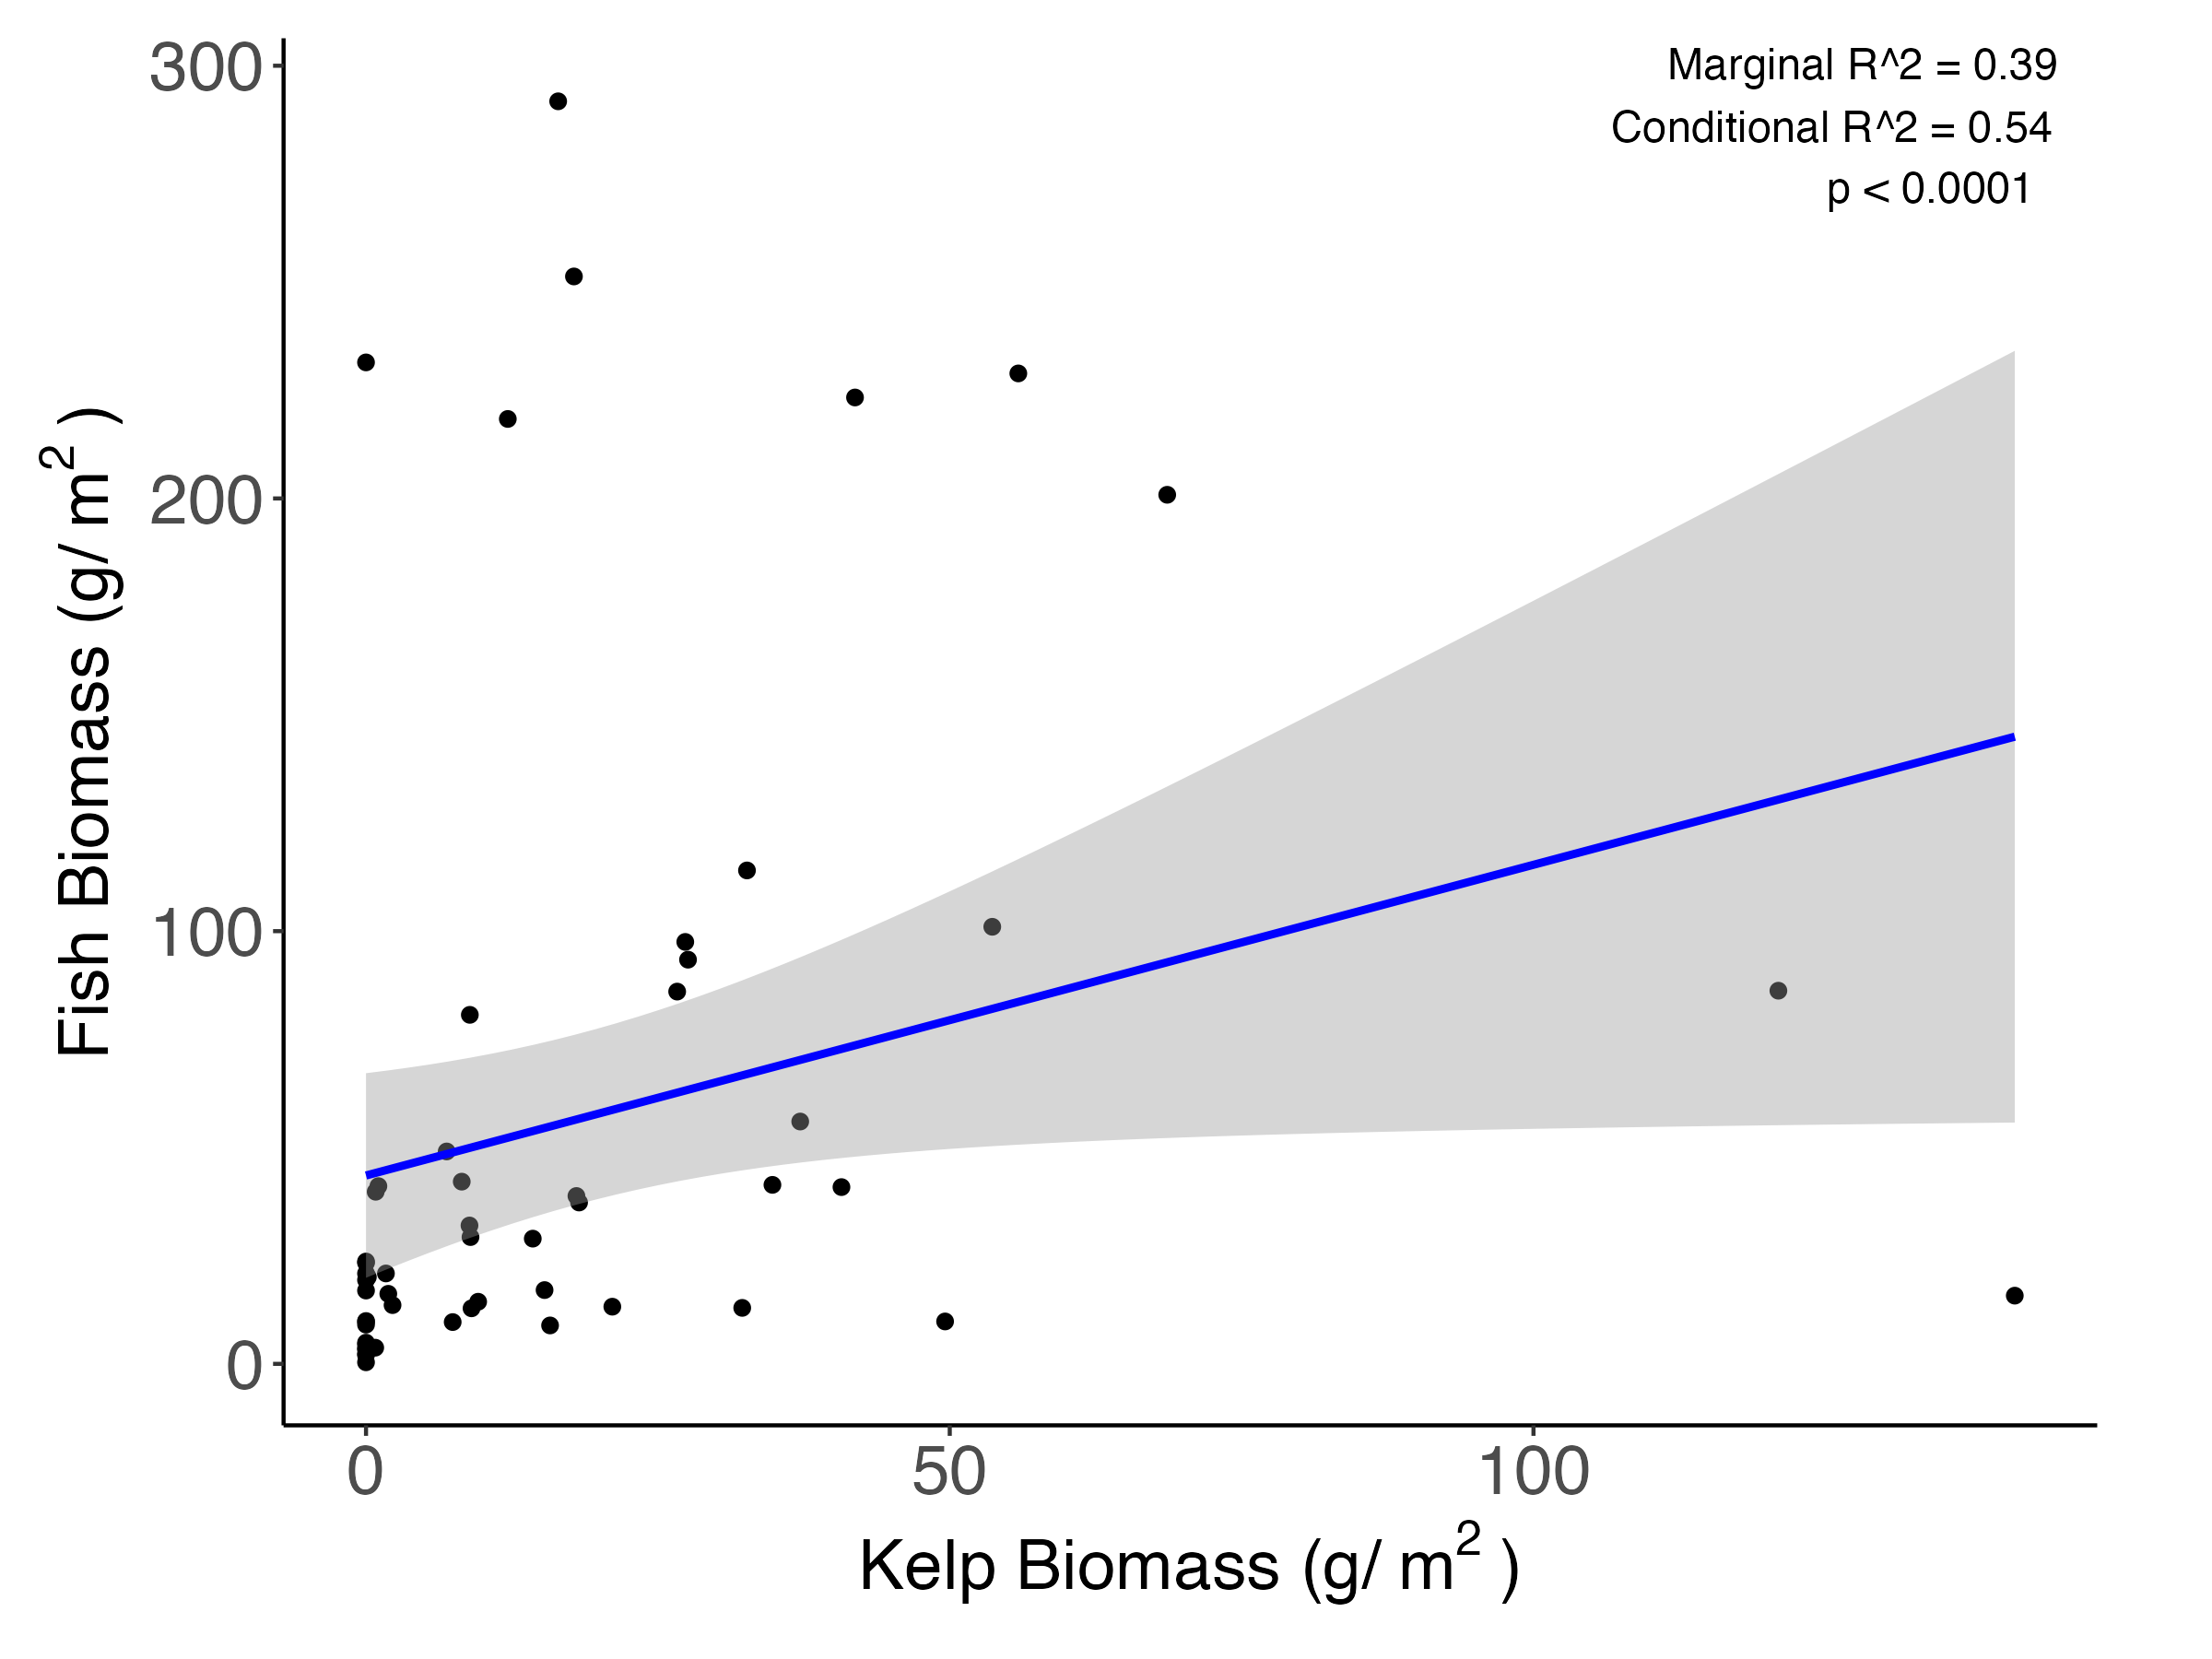 Marginal R^2 = 0.39
Conditional R^2 = 0.54
p < 0.0001
Fish Biomass (g/ m²)
300
200
100
0
0
50
100
Kelp Biomass (g/ m²)